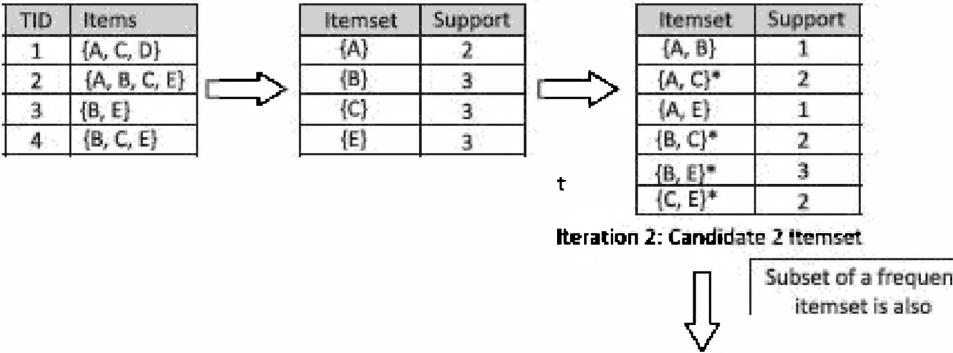 TID Items
1 {A, C, D}
2 {A, B, C, E}
3 {B, E}
4 {B, C, E}
Itemset Support
{A} 2
{B} 3
{C} 3
{E} 3
Itemset Support
{A, B} 1
{A, C}* 2
{A, E} 1
{B, C}* 2
{B, E}* 3
{C, E}* 2
t
Iteration 2: Candidate 2 Itemset
Subset of a frequen
itemset is also